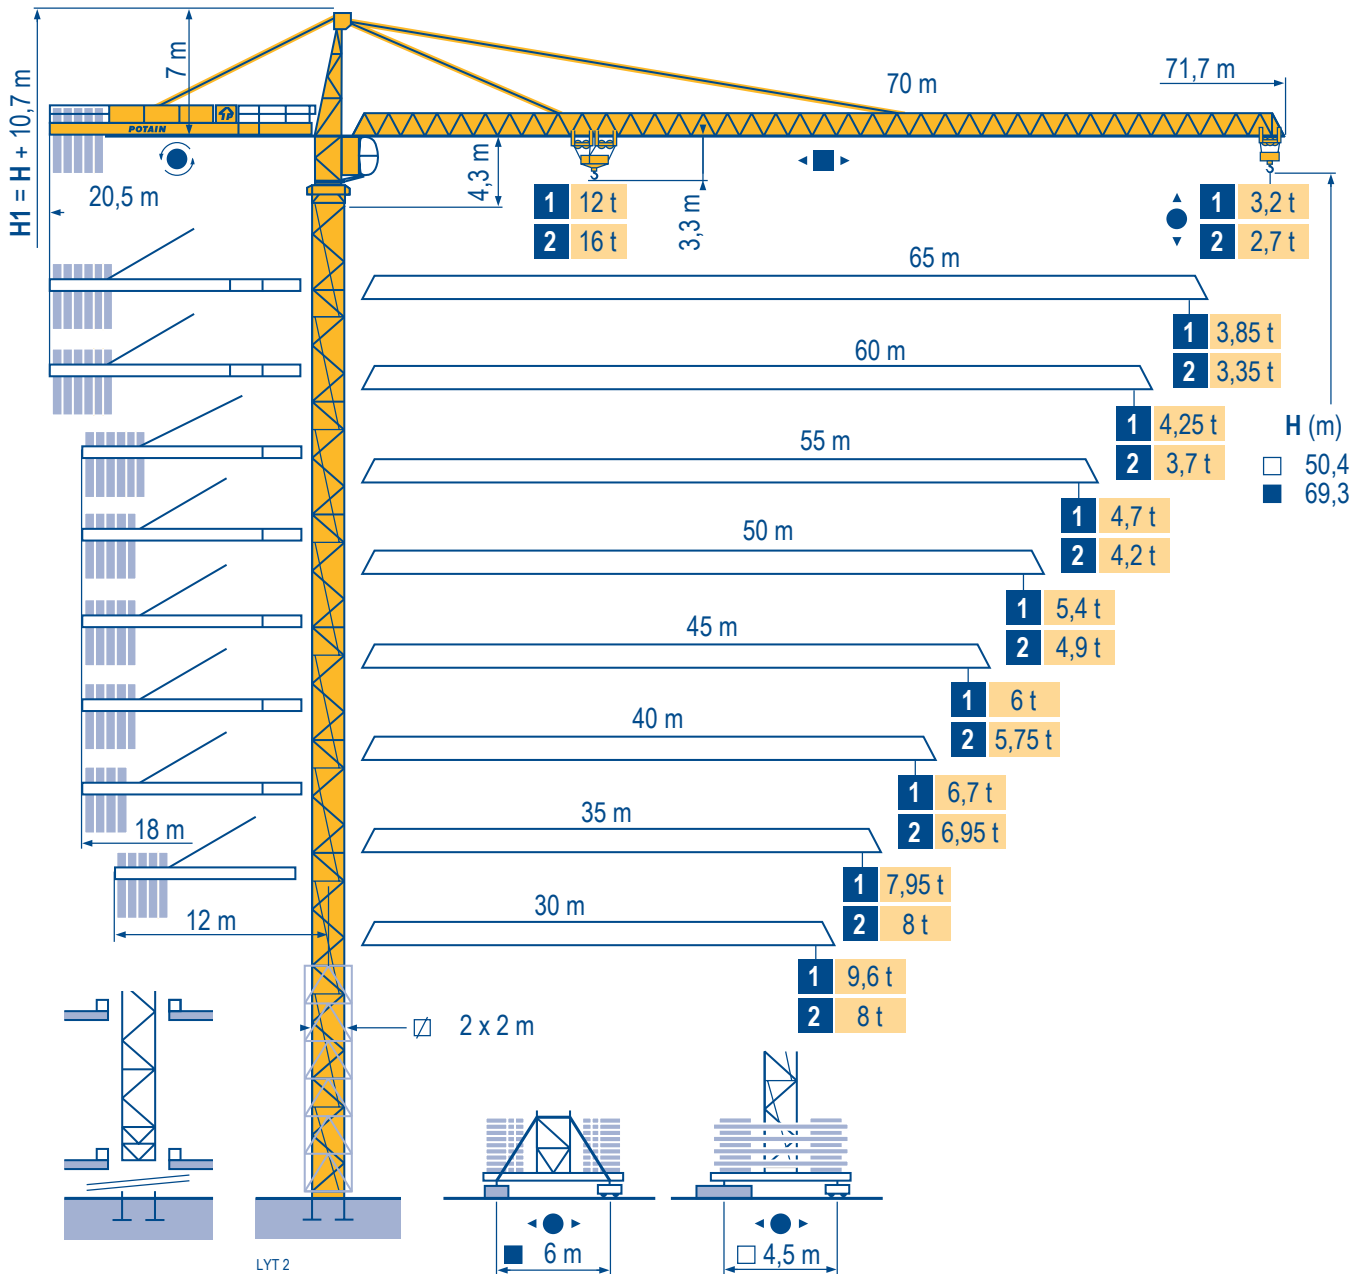 H1 = H + 10,7 m
7 m
70 m
71,7 m
POTAIN
20,5 m
4,3 m
3,3 m
1 12 t
2 16 t
1 3,2 t
2 2,7 t
65 m
1 3,85 t
2 3,35 t
60 m
1 4,25 t
2 3,7 t
H (m)
50,4
69,3
55 m
1 4,7 t
2 4,2 t
50 m
1 5,4 t
2 4,9 t
45 m
1 6 t
2 5,75 t
40 m
1 6,7 t
2 6,95 t
18 m
35 m
1 7,95 t
2 8 t
12 m
30 m
1 9,6 t
2 8 t
2 x 2 m
6 m
4,5 m
LYT 2